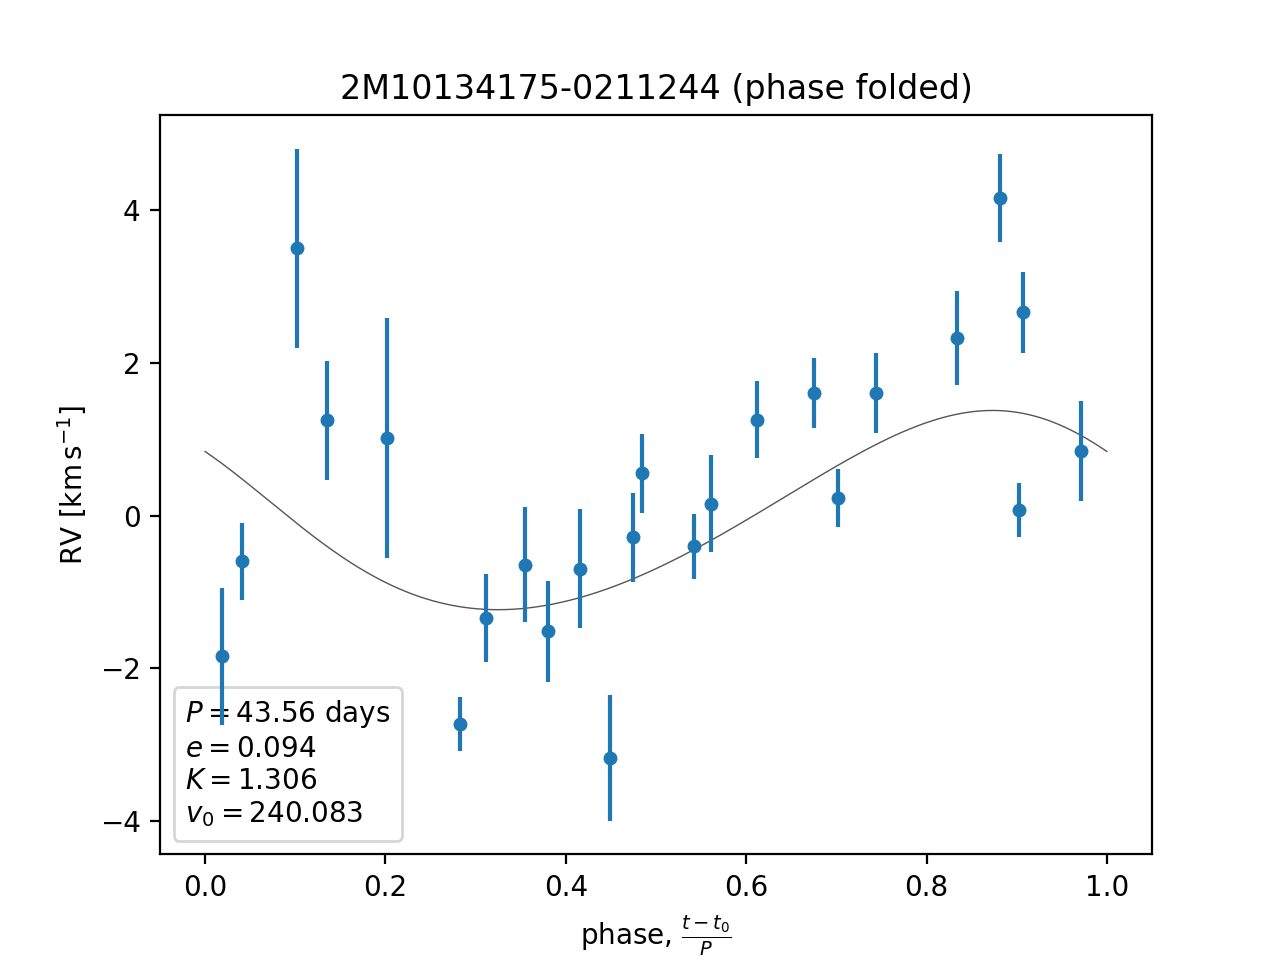 2M10134175-0211244 (phase folded)
RV [km s⁻¹]
4
2
0
−2
−4
P = 43.56 days
e = 0.094
K = 1.306
v₀ = 240.083
0.0 0.2 0.4 0.6 0.8 1.0
phase, (t − t₀)/P